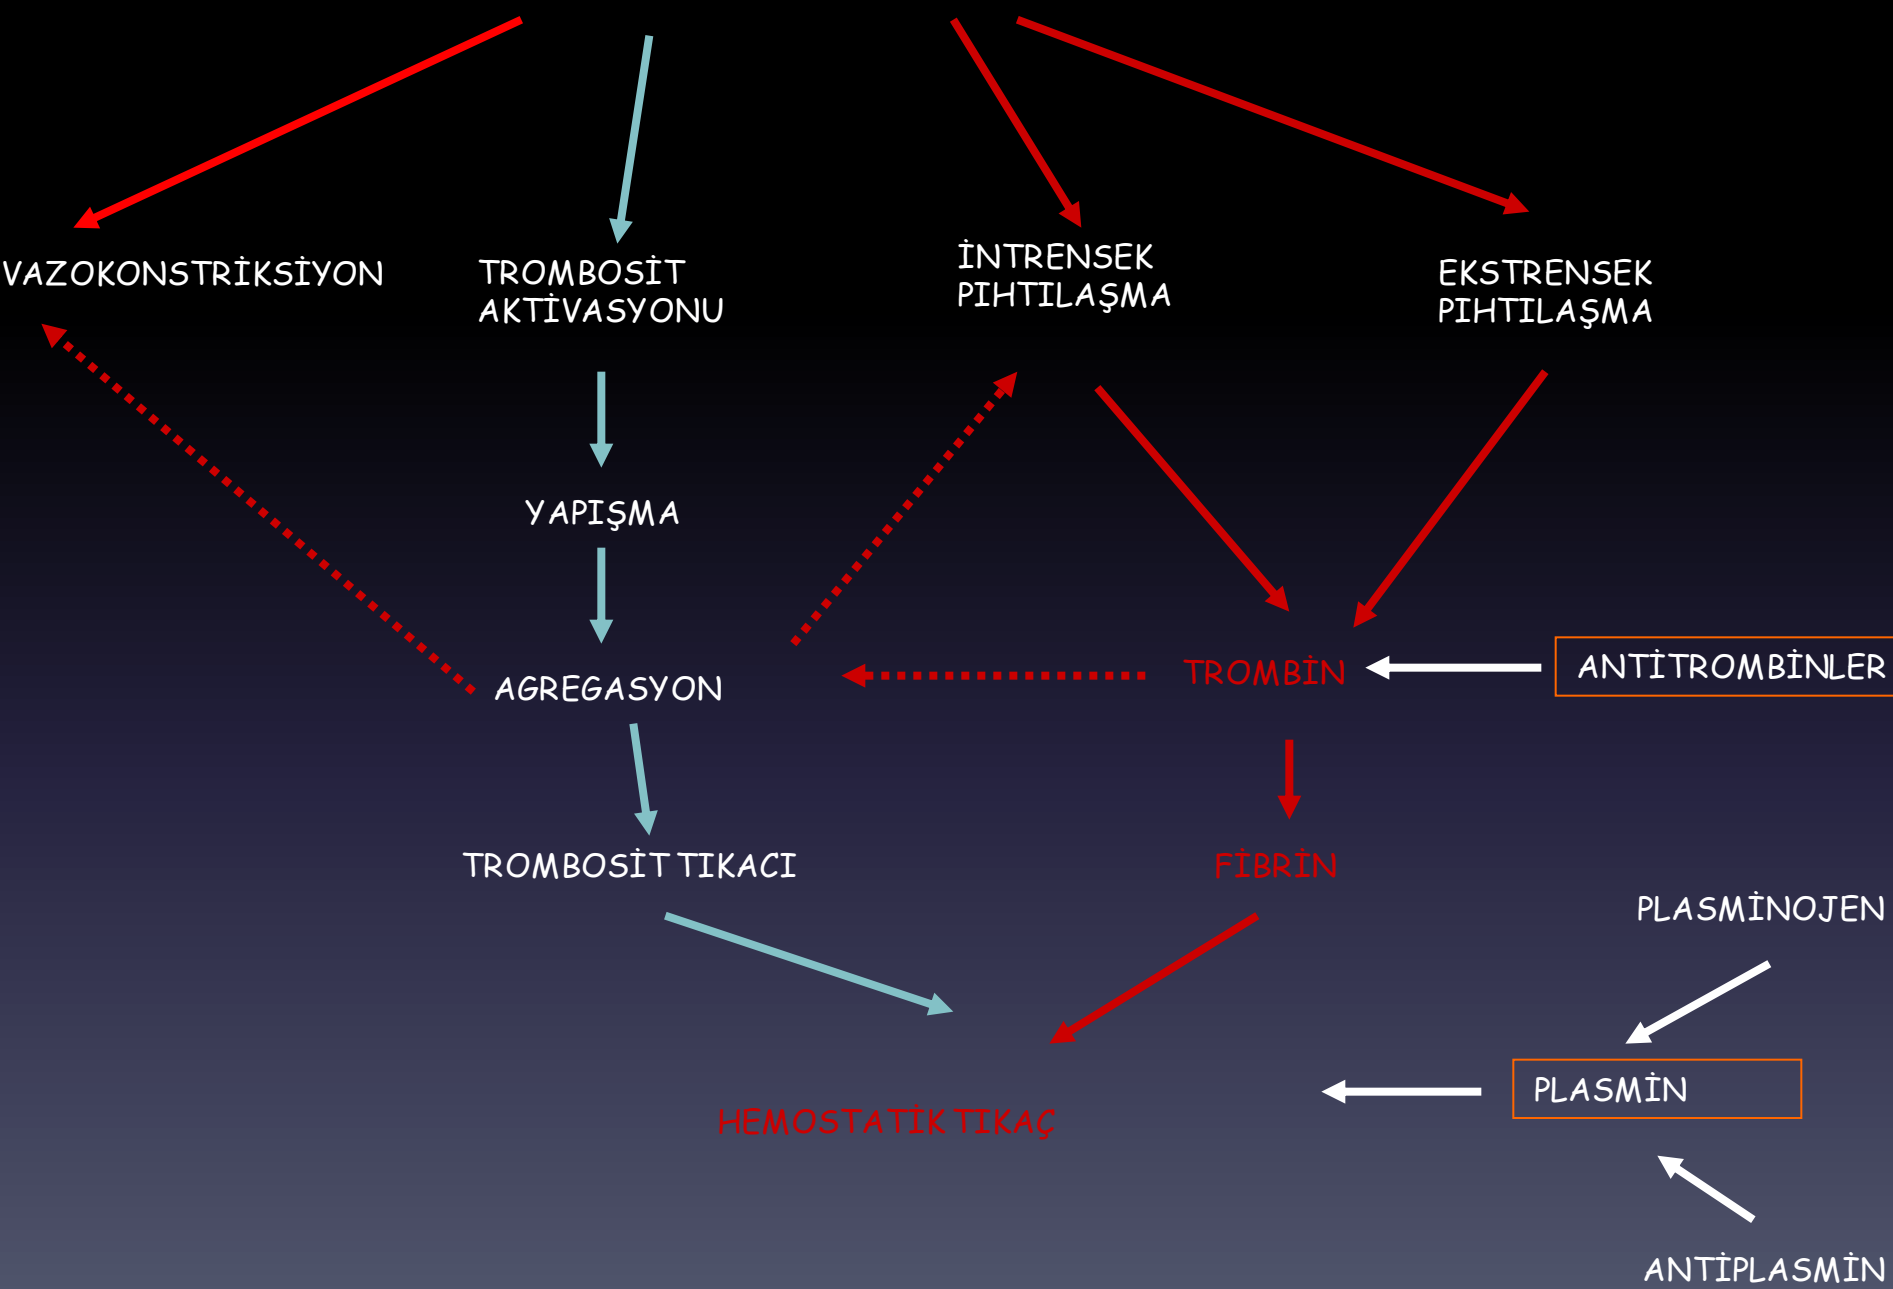 VAZOKONSTRİKSİYON
TROMBOSİT
AKTİVASYONU
İNTRENSEK
PIHTILAŞMA
EKSTRENSEK
PIHTILAŞMA
YAPIŞMA
AGREGASYON
TROMBİN
ANTİTROMBİNLER
TROMBOSİT TIKACI
FİBRİN
PLASMİNOJEN
PLASMİN
HEMOSTATİK TIKAÇ
ANTİPLASMİN